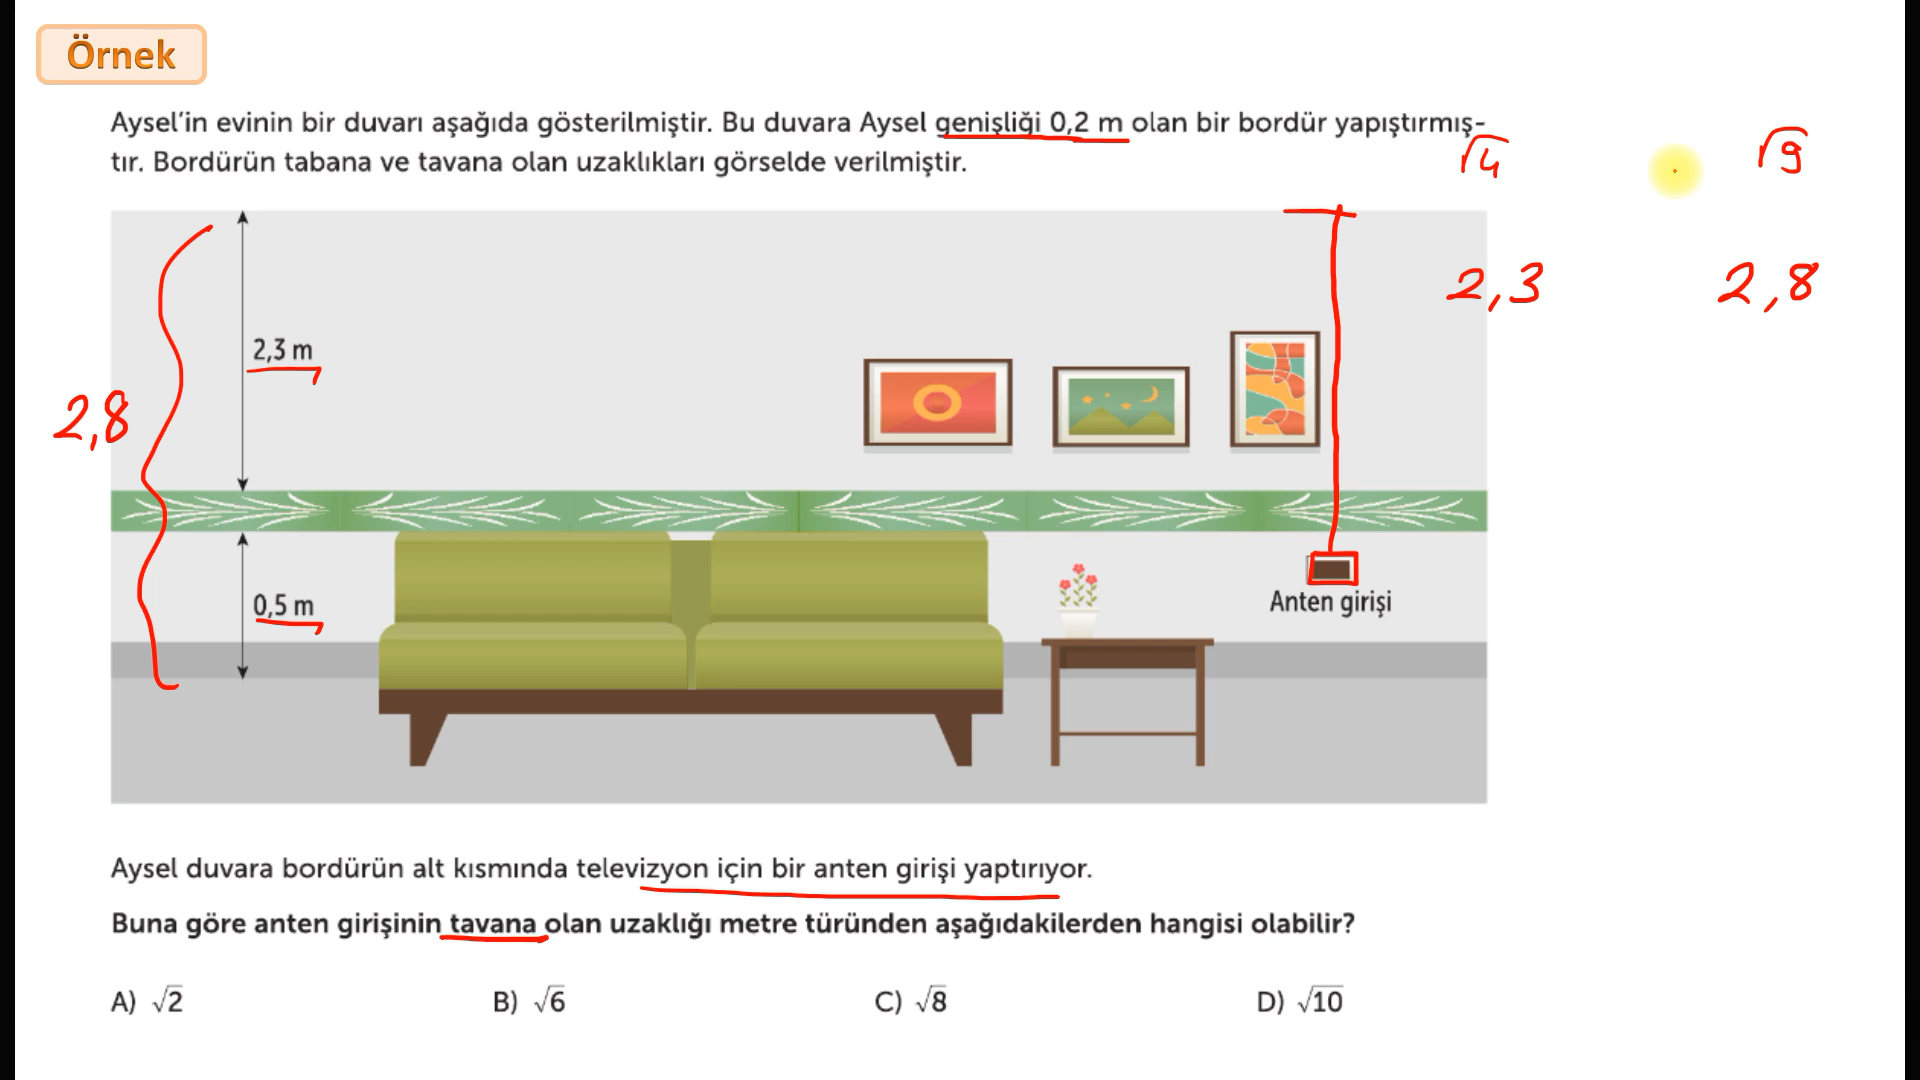 Örnek
Aysel’in evinin bir duvarı aşağıda gösterilmiştir. Bu duvara Aysel genişliği 0,2 m olan bir bordür yapıştırmış-
tır. Bordürün tabana ve tavana olan uzaklıkları görselde verilmiştir.
√4
√9
2,3
2,8
2,3 m
2,8
0,5 m
Anten girişi
Aysel duvara bordürün alt kısmında televizyon için bir anten girişi yaptırıyor.
Buna göre anten girişinin tavana olan uzaklığı metre türünden aşağıdakilerden hangisi olabilir?
A) √2 B) √6 C) √8 D) √10